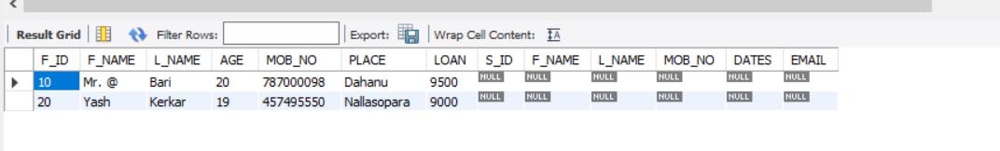 Result Grid Filter Rows: Export: Wrap Cell Content:
F_ID F_NAME L_NAME AGE MOB_NO PLACE LOAN S_ID F_NAME L_NAME MOB_NO DATES EMAIL
10 Mr. @ Bari 20 787000098 Dahanu 9500 NULL NULL NULL NULL NULL NULL
20 Yash Kerkar 19 457495550 Nallasopara 9000 NULL NULL NULL NULL NULL NULL